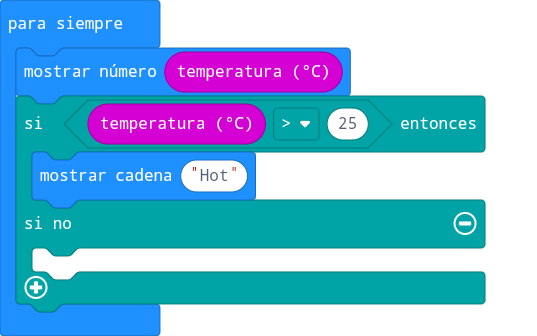 para siempre
mostrar número temperatura (°C)
si temperatura (°C) > 25 entonces
mostrar cadena "Hot"
si no